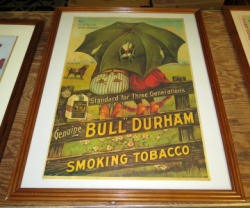 Standard for Three Generations
Genuine BULL DURHAM
SMOKING TOBACCO